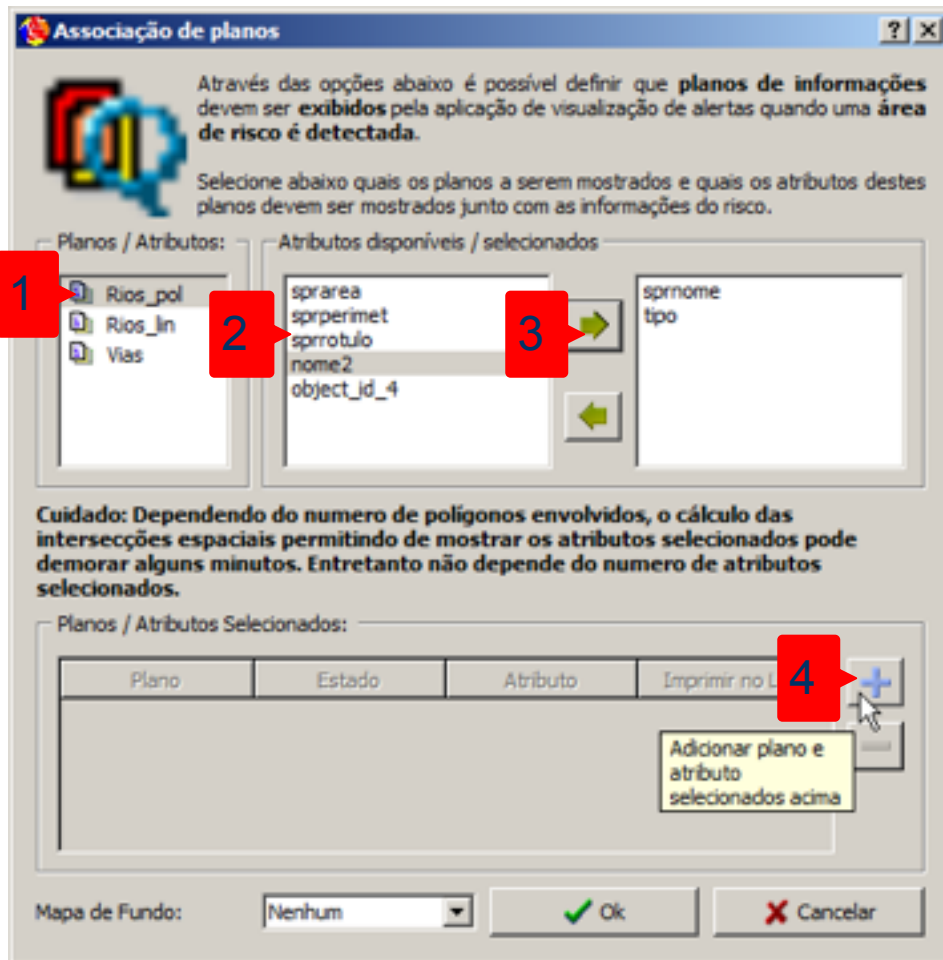 Associação de planos
Através das opções abaixo é possível definir que planos de informações
devem ser exibidos pela aplicação de visualização de alertas quando uma área
de risco é detectada.
Selecione abaixo quais os planos a serem mostrados e quais os atributos destes
planos devem ser mostrados junto com as informações do risco.
Planos / Atributos:
Atributos disponíveis / selecionados
1
Rios_pol
Rios_lin
Vias
2
sprarea
sprperimet
sprrotulo
nome2
object_id_4
3
sprnome
tipo
Cuidado: Dependendo do numero de polígonos envolvidos, o cálculo das
intersecções espaciais permitindo de mostrar os atributos selecionados pode
demorar alguns minutos. Entretanto não depende do numero de atributos
selecionados.
Planos / Atributos Selecionados:
Plano Estado Atributo Imprimir no
4
Adicionar plano e
atributo
selecionados acima
Mapa de Fundo: Nenhum Ok Cancelar